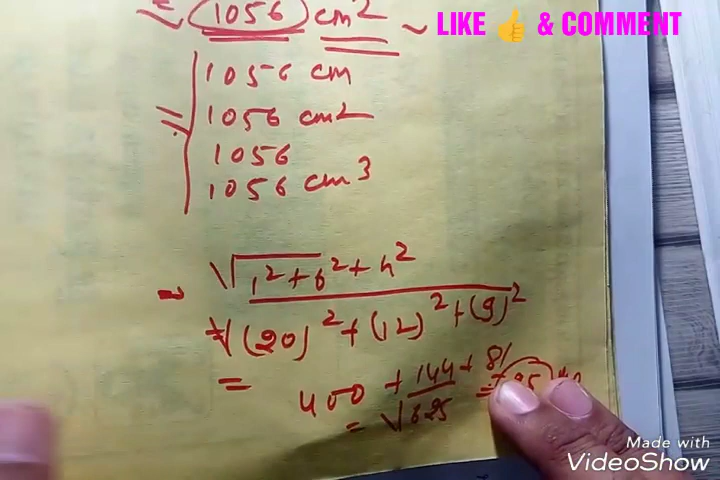 = 1056 cm2 ~ LIKE 👍 & COMMENT
1056 cm
= 1056 cm2
1056
1056 cm3
√l2+b2+h2
√(20)2+(12)2+(9)2
= 400 + 144 + 81
= √625 =
Made with
VideoShow